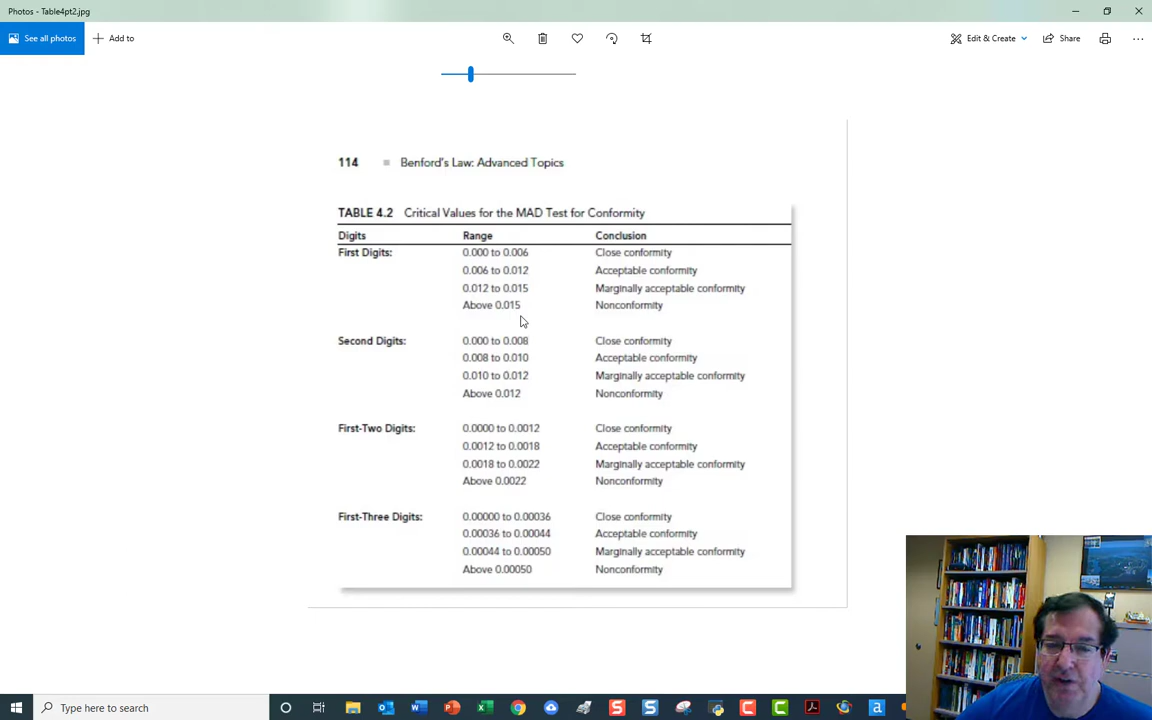 Photos - Table4pt2.jpg
See all photos
Add to
Edit & Create
Share
114 Benford's Law: Advanced Topics
TABLE 4.2 Critical Values for the MAD Test for Conformity
Digits Range Conclusion
First Digits: 0.000 to 0.006 Close conformity
0.006 to 0.012 Acceptable conformity
0.012 to 0.015 Marginally acceptable conformity
Above 0.015 Nonconformity
Second Digits: 0.000 to 0.008 Close conformity
0.008 to 0.010 Acceptable conformity
0.010 to 0.012 Marginally acceptable conformity
Above 0.012 Nonconformity
First-Two Digits: 0.0000 to 0.0012 Close conformity
0.0012 to 0.0018 Acceptable conformity
0.0018 to 0.0022 Marginally acceptable conformity
Above 0.0022 Nonconformity
First-Three Digits: 0.00000 to 0.00036 Close conformity
0.00036 to 0.00044 Acceptable conformity
0.00044 to 0.00050 Marginally acceptable conformity
Above 0.00050 Nonconformity
Type here to search